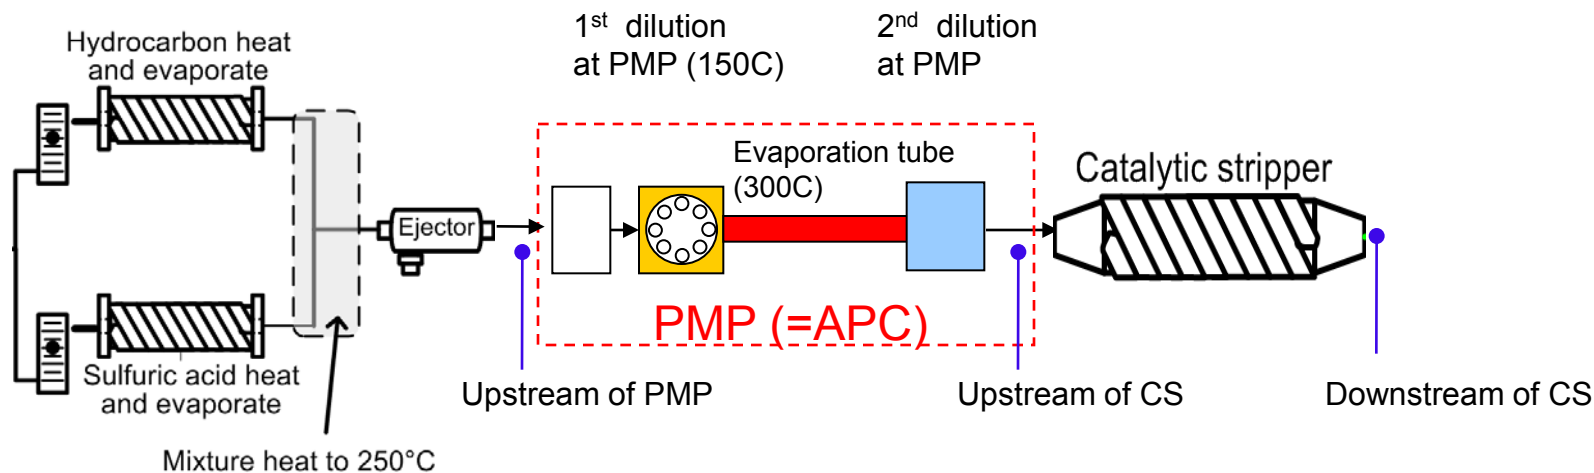 1st dilution
at PMP (150C)
2nd dilution
at PMP
Hydrocarbon heat
and evaporate
Evaporation tube
(300C)
Catalytic stripper
Ejector
PMP (=APC)
Sulfuric acid heat
and evaporate
Upstream of PMP
Upstream of CS
Downstream of CS
Mixture heat to 250°C